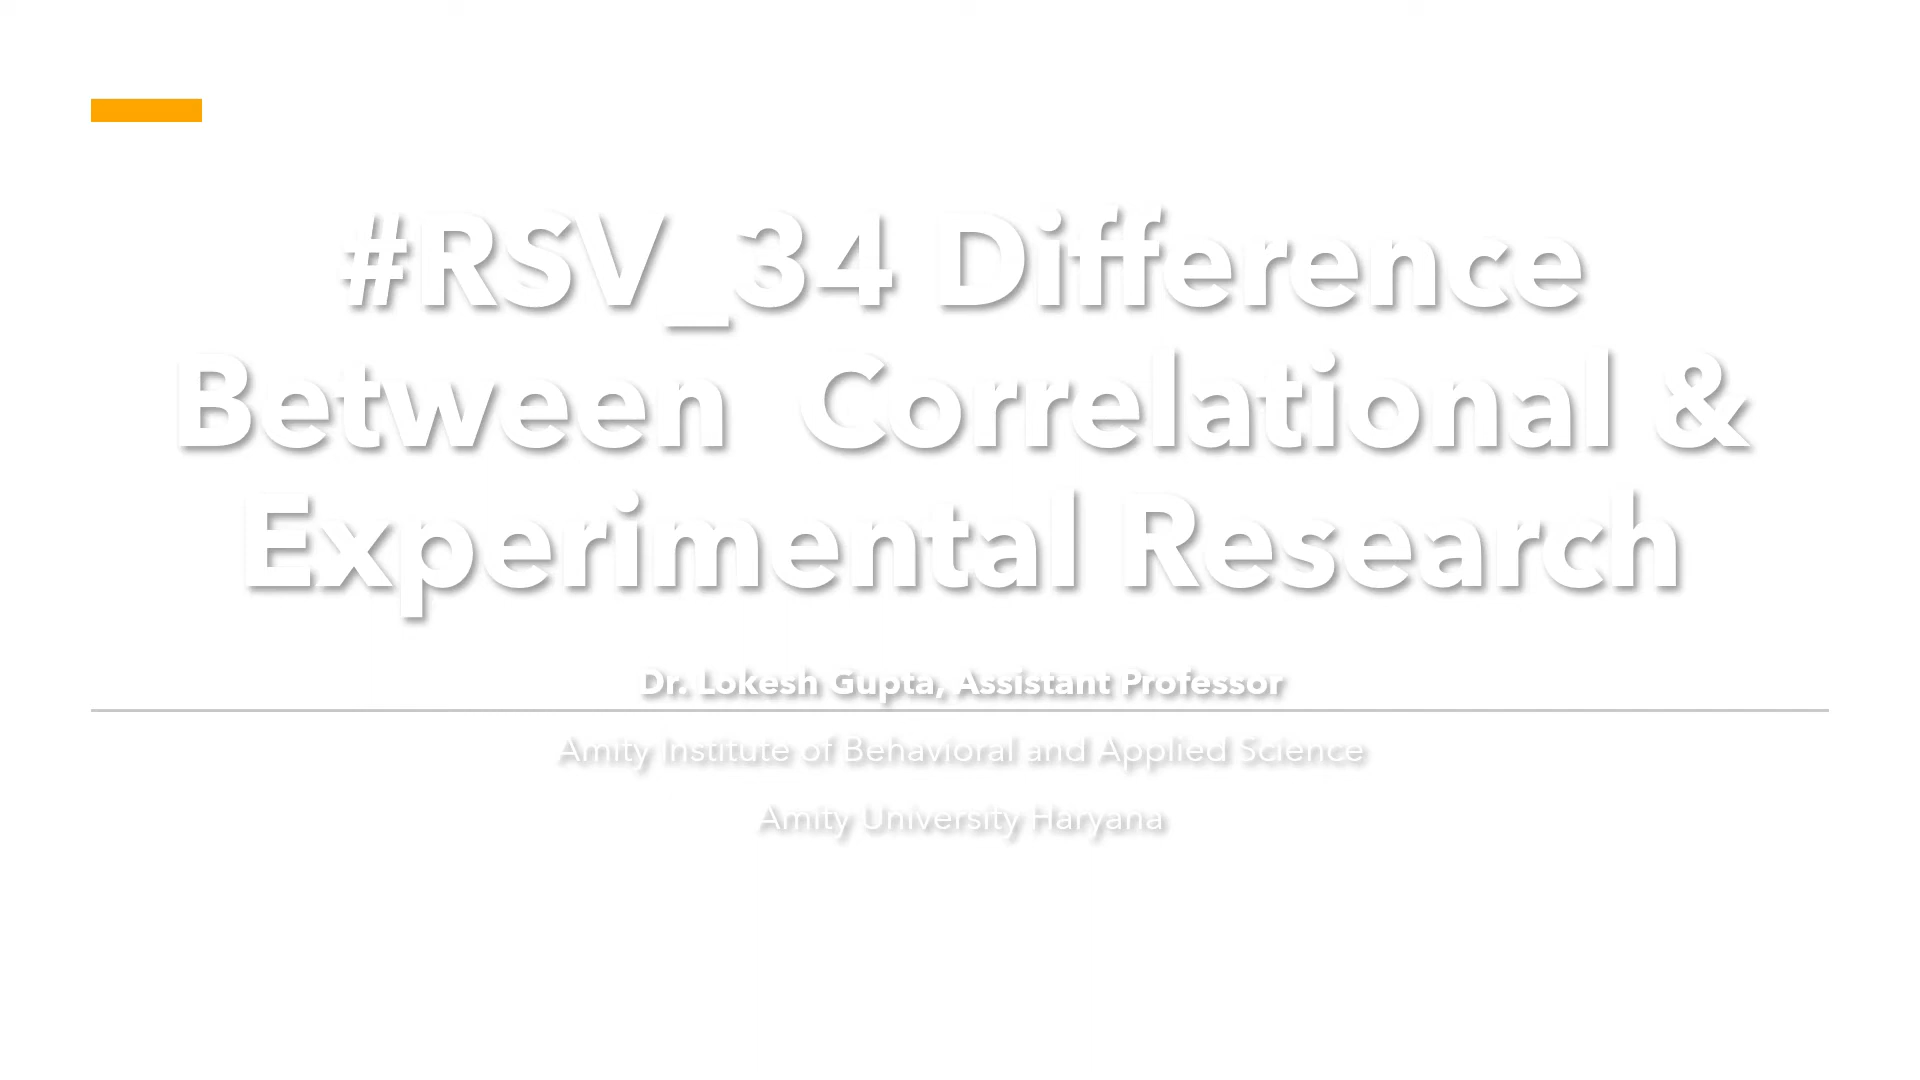 #RSV_34 Difference
Between Correlational &
Experimental Research
Dr. Lokesh Gupta, Assistant Professor
Amity Institute of Behavioral and Applied Science
Amity University Haryana